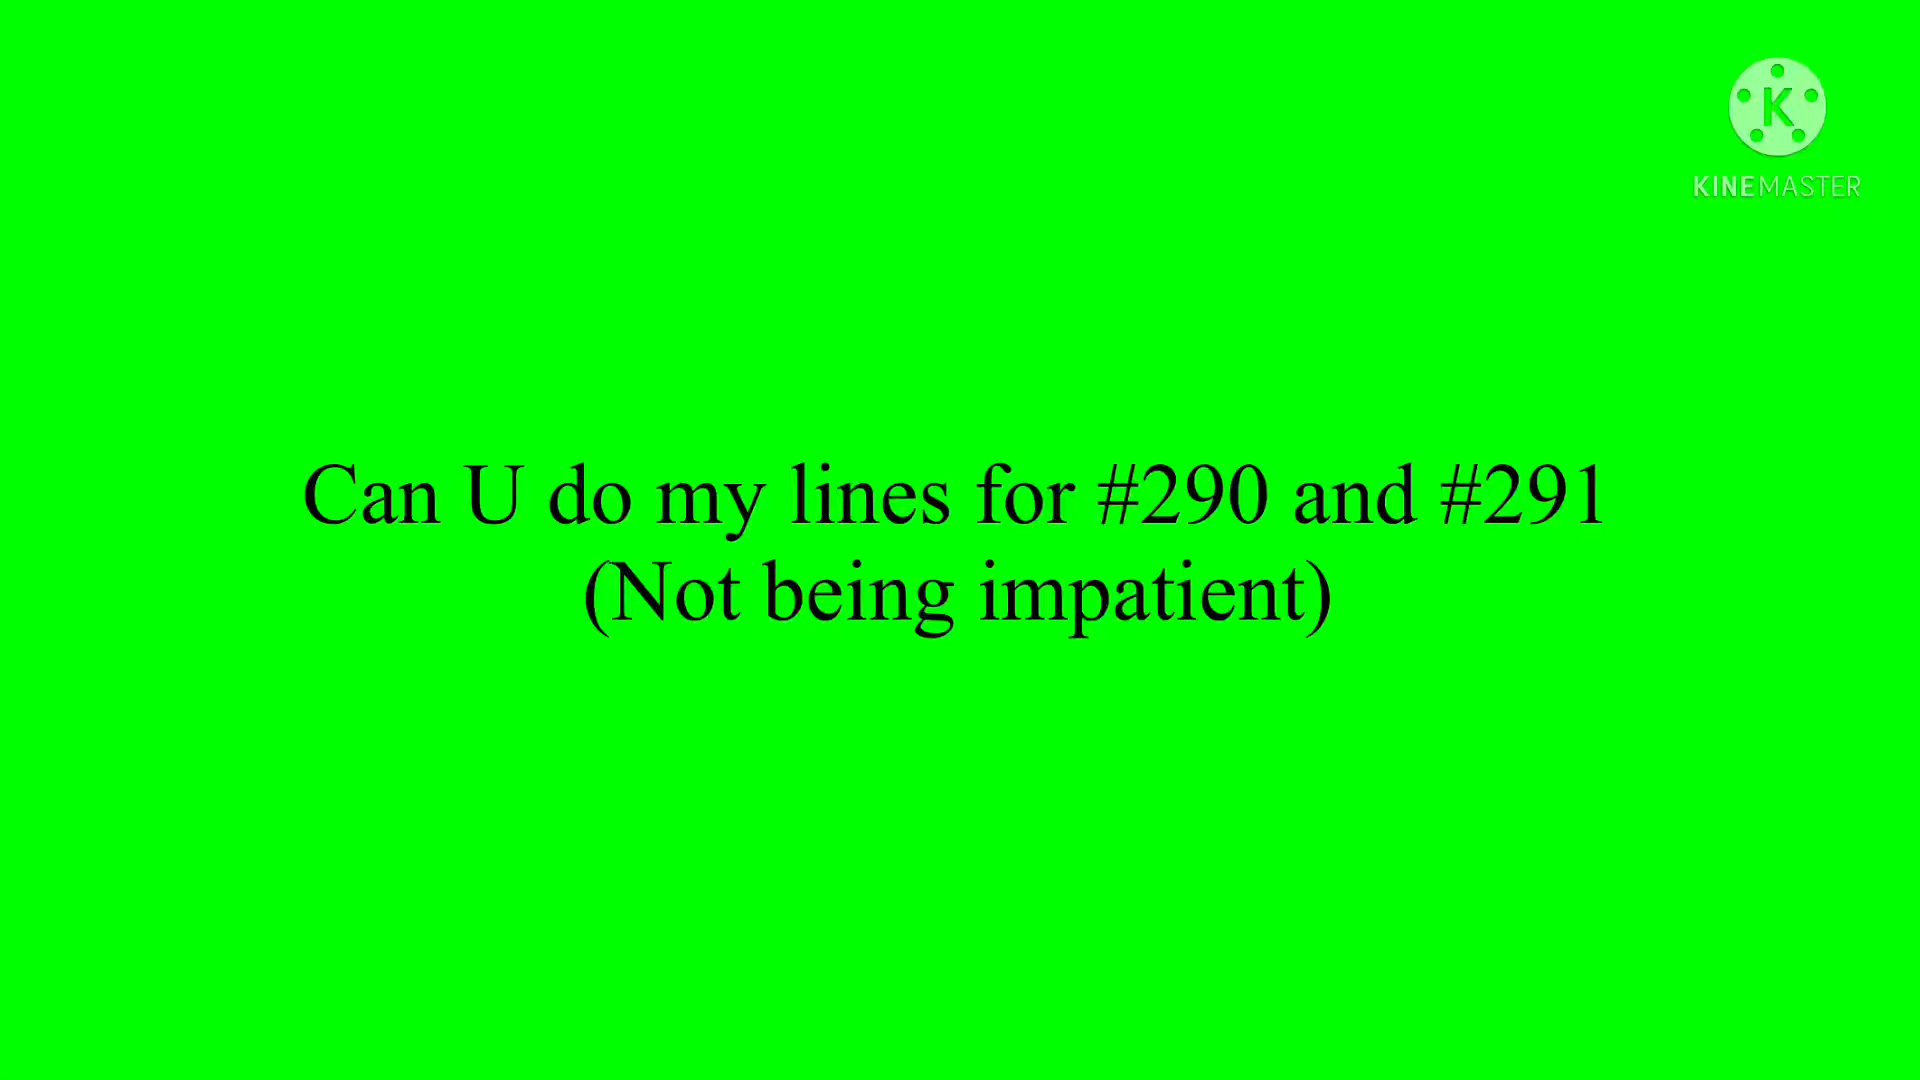 K
KINEMASTER
Can U do my lines for #290 and #291
(Not being impatient)